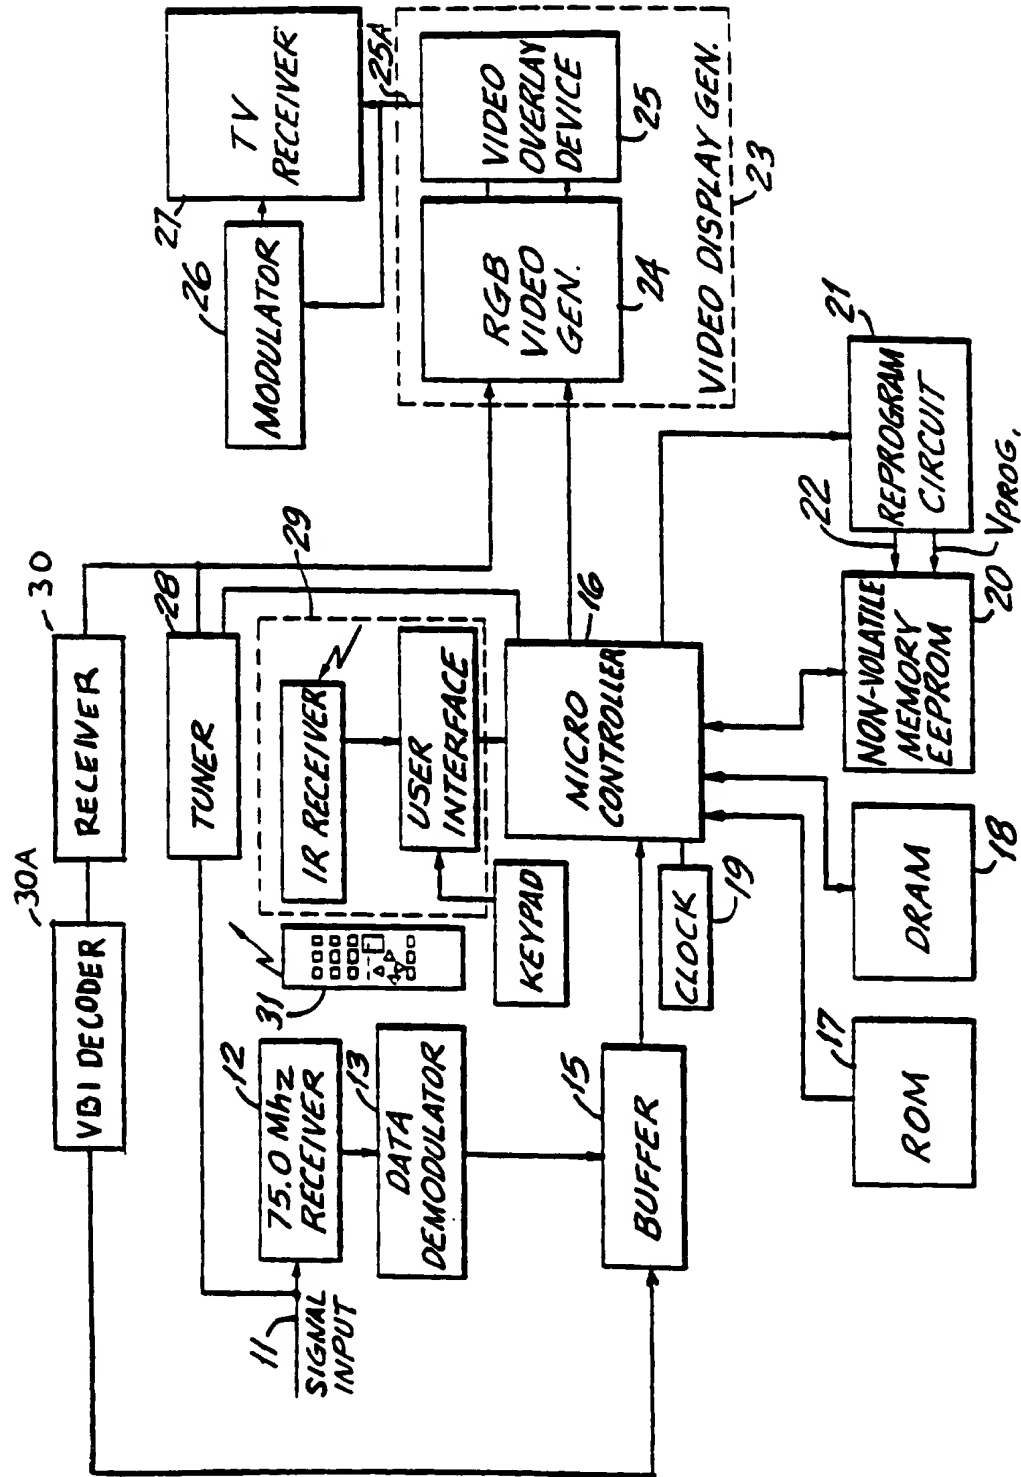 30A
VBI DECODER
30
RECEIVER
28
TUNER
27
TV
RECEIVER
26
MODULATOR
25A
11
SIGNAL
INPUT
12
75.0 Mhz
RECEIVER
13
DATA
DEMODULATOR
31
29
IR RECEIVER
USER
INTERFACE
KEYPAD
RGB
VIDEO
GEN.
24
VIDEO
OVERLAY
DEVICE
25
VIDEO DISPLAY GEN.
23
15
BUFFER
16
MICRO
CONTROLLER
CLOCK
19
17
ROM
DRAM
18
NON-VOLATILE
MEMORY
EEPROM
20
22
VPROG.
21
REPROGRAM
CIRCUIT